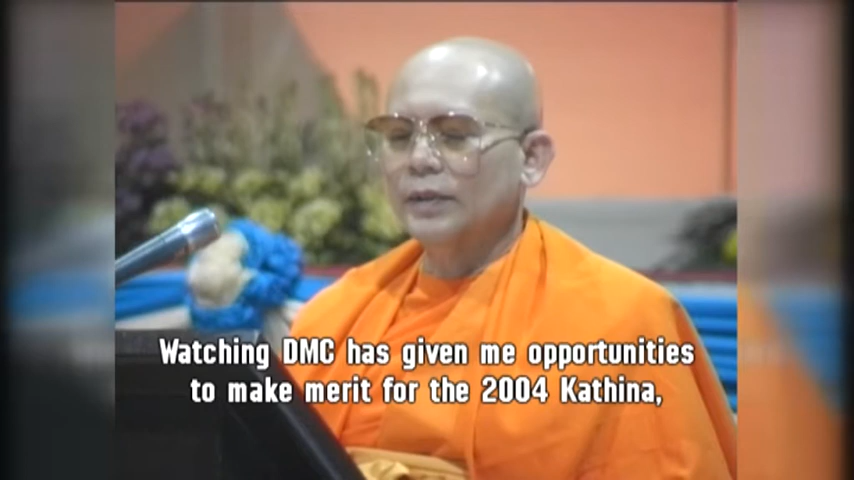 Watching DMC has given me opportunities
to make merit for the 2004 Kathina,